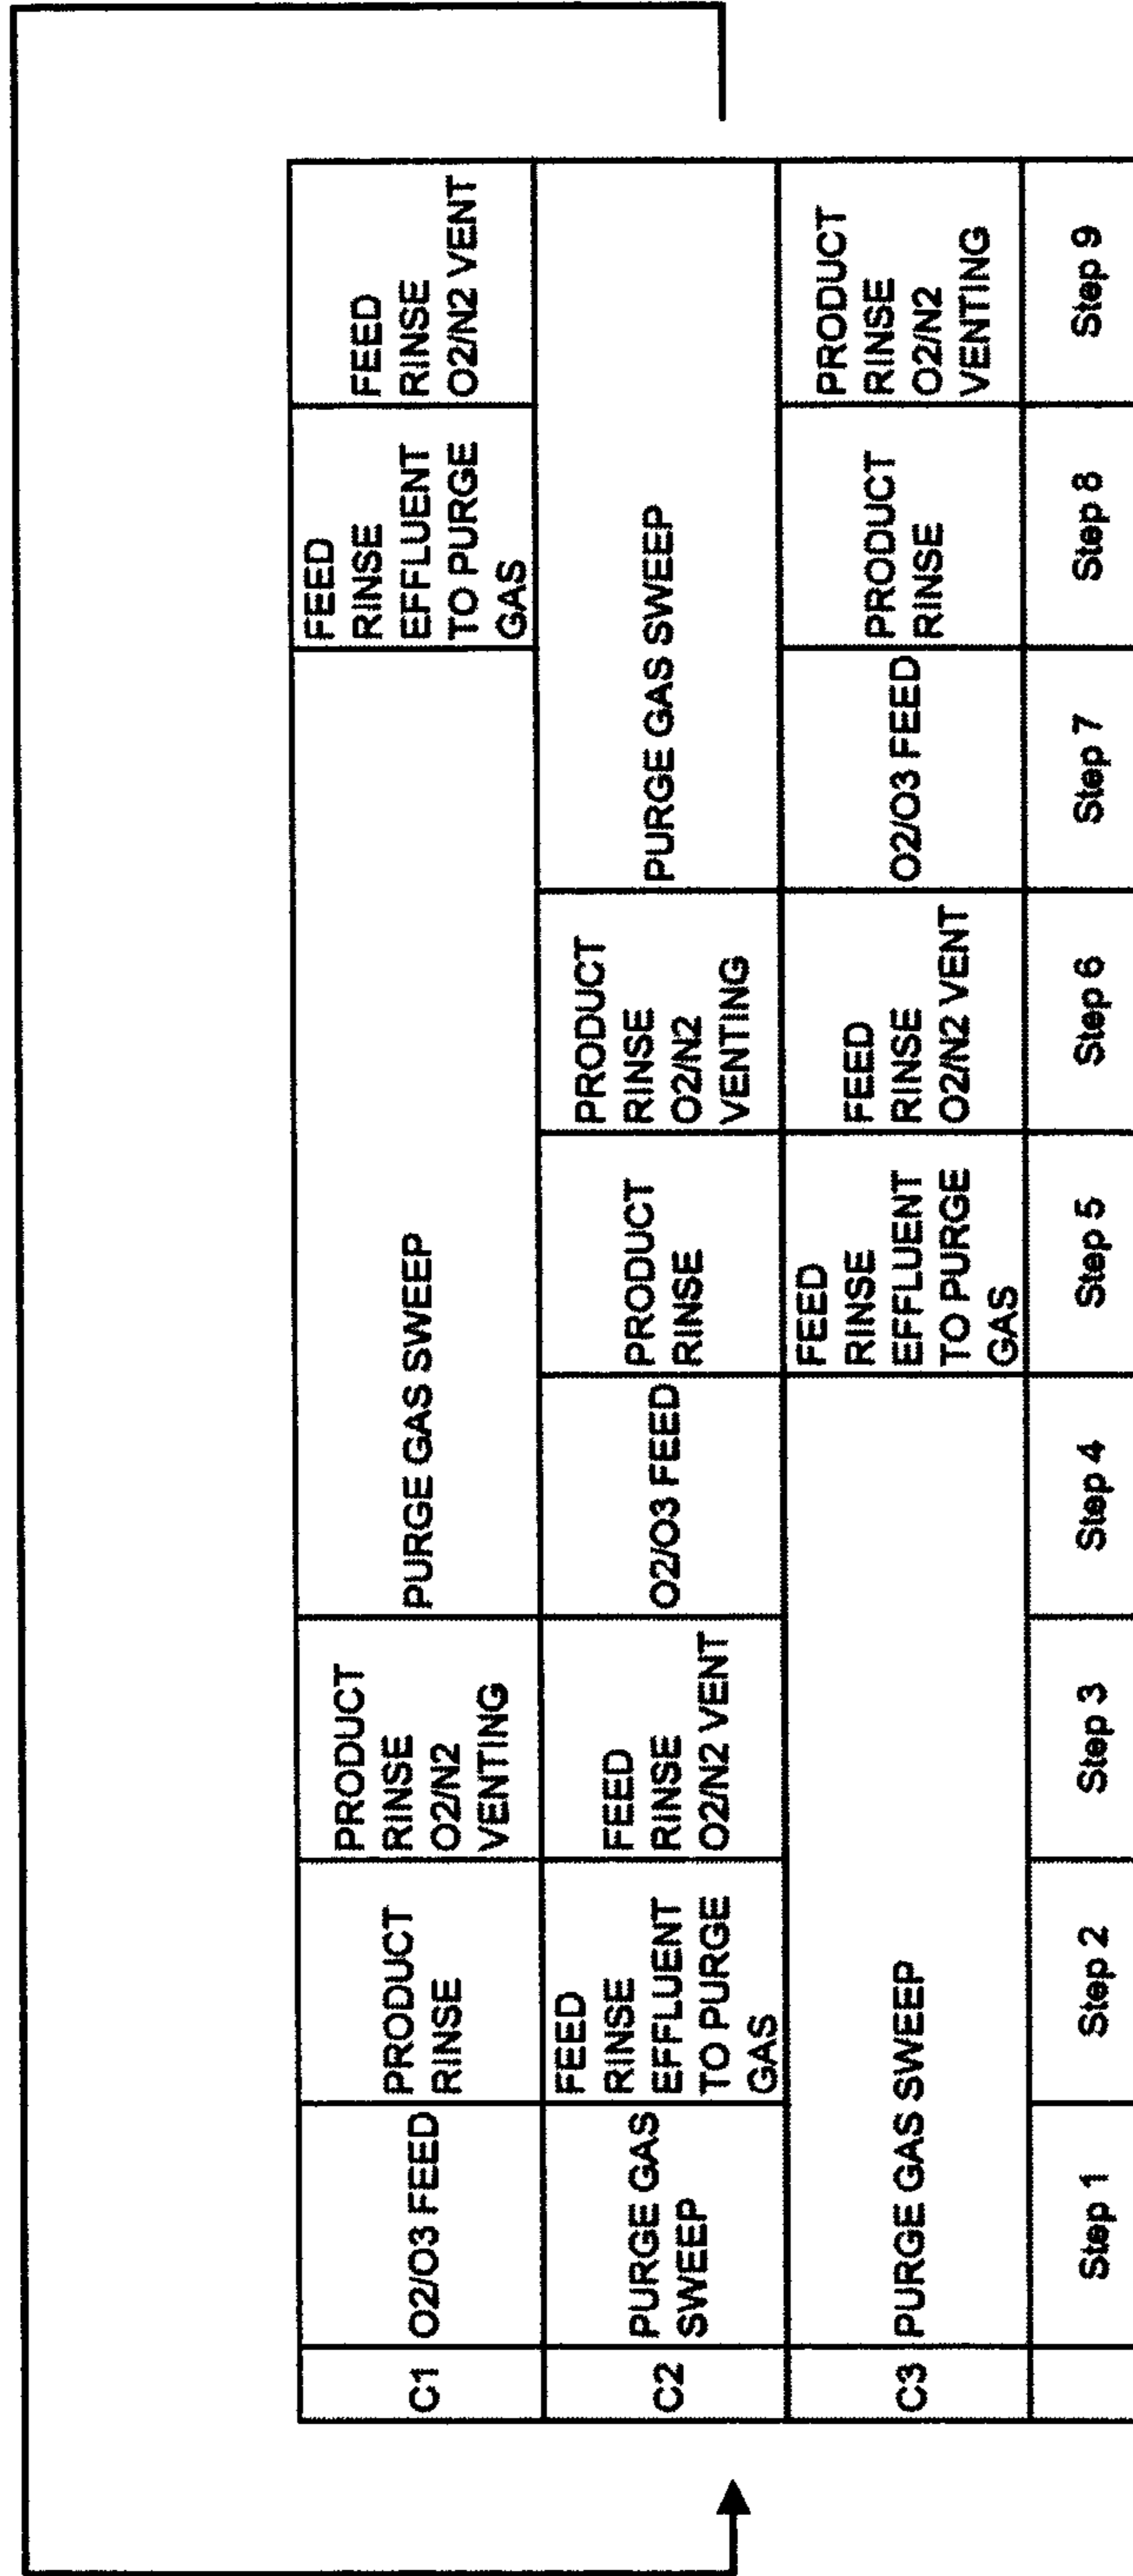 C1
O2/O3 FEED
PRODUCT
RINSE
PRODUCT
RINSE
O2/N2
VENTING
PURGE GAS SWEEP
FEED
RINSE
EFFLUENT
TO PURGE
GAS
FEED
RINSE
O2/N2 VENT
C2
PURGE GAS
SWEEP
FEED
RINSE
EFFLUENT
TO PURGE
GAS
FEED
RINSE
O2/N2 VENT
O2/O3 FEED
PRODUCT
RINSE
PRODUCT
RINSE
O2/N2
VENTING
PURGE GAS SWEEP
C3
PURGE GAS SWEEP
FEED
RINSE
EFFLUENT
TO PURGE
GAS
FEED
RINSE
O2/N2 VENT
O2/O3 FEED
PRODUCT
RINSE
PRODUCT
RINSE
O2/N2
VENTING
Step 1
Step 2
Step 3
Step 4
Step 5
Step 6
Step 7
Step 8
Step 9